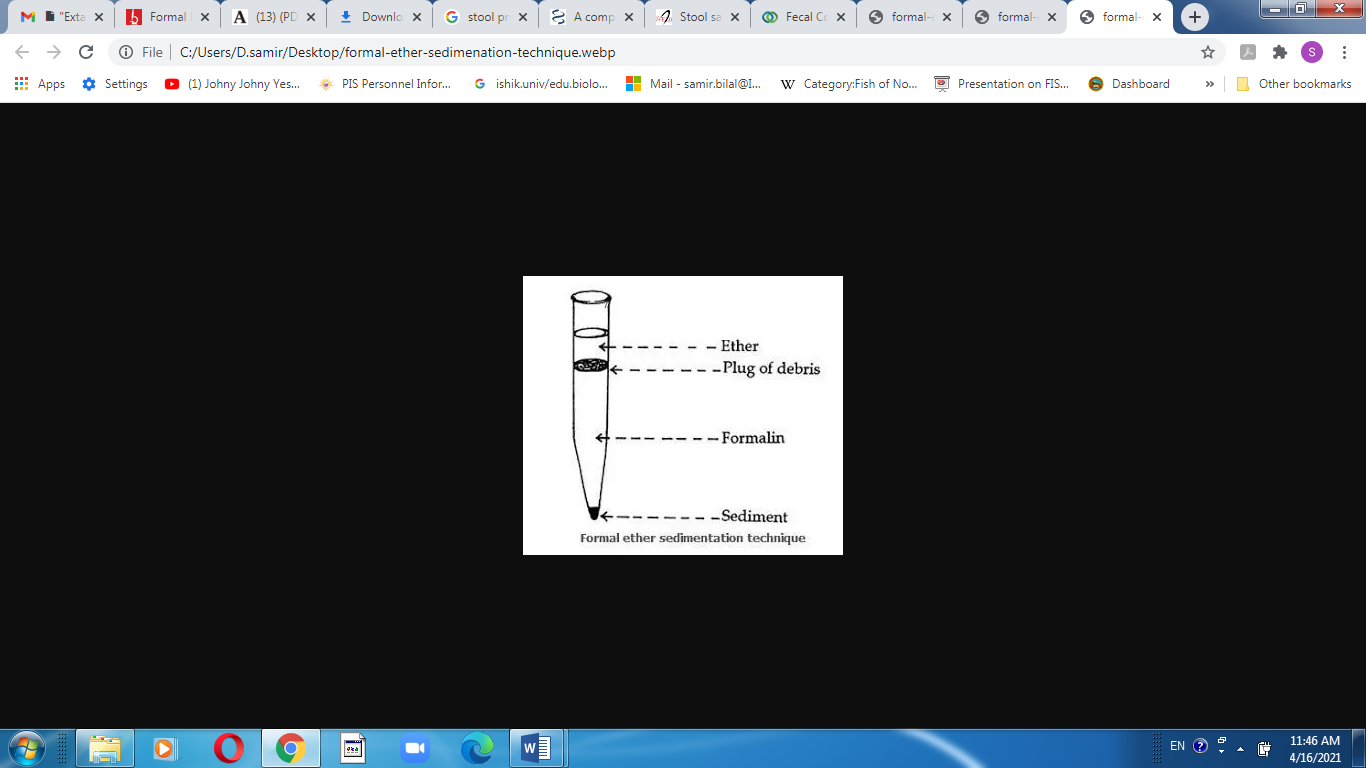 "Exta
Formal
(13) (PD
Downlo
stool pr
A comp
Stool sa
Fecal Co
formal-
formal-
formal-
File
C:/Users/D.samir/Desktop/formal-ether-sedimenation-technique.webp
S
Apps
Settings
(1) Johny Johny Yes...
PIS Personnel Infor...
ishik.univ/edu.biolo...
Mail - samir.bilal@I...
Category:Fish of No...
Presentation on FIS...
Dashboard
»
Other bookmarks
Ether
Plug of debris
Formalin
Sediment
Formal ether sedimentation technique
EN
11:46 AM
4/16/2021